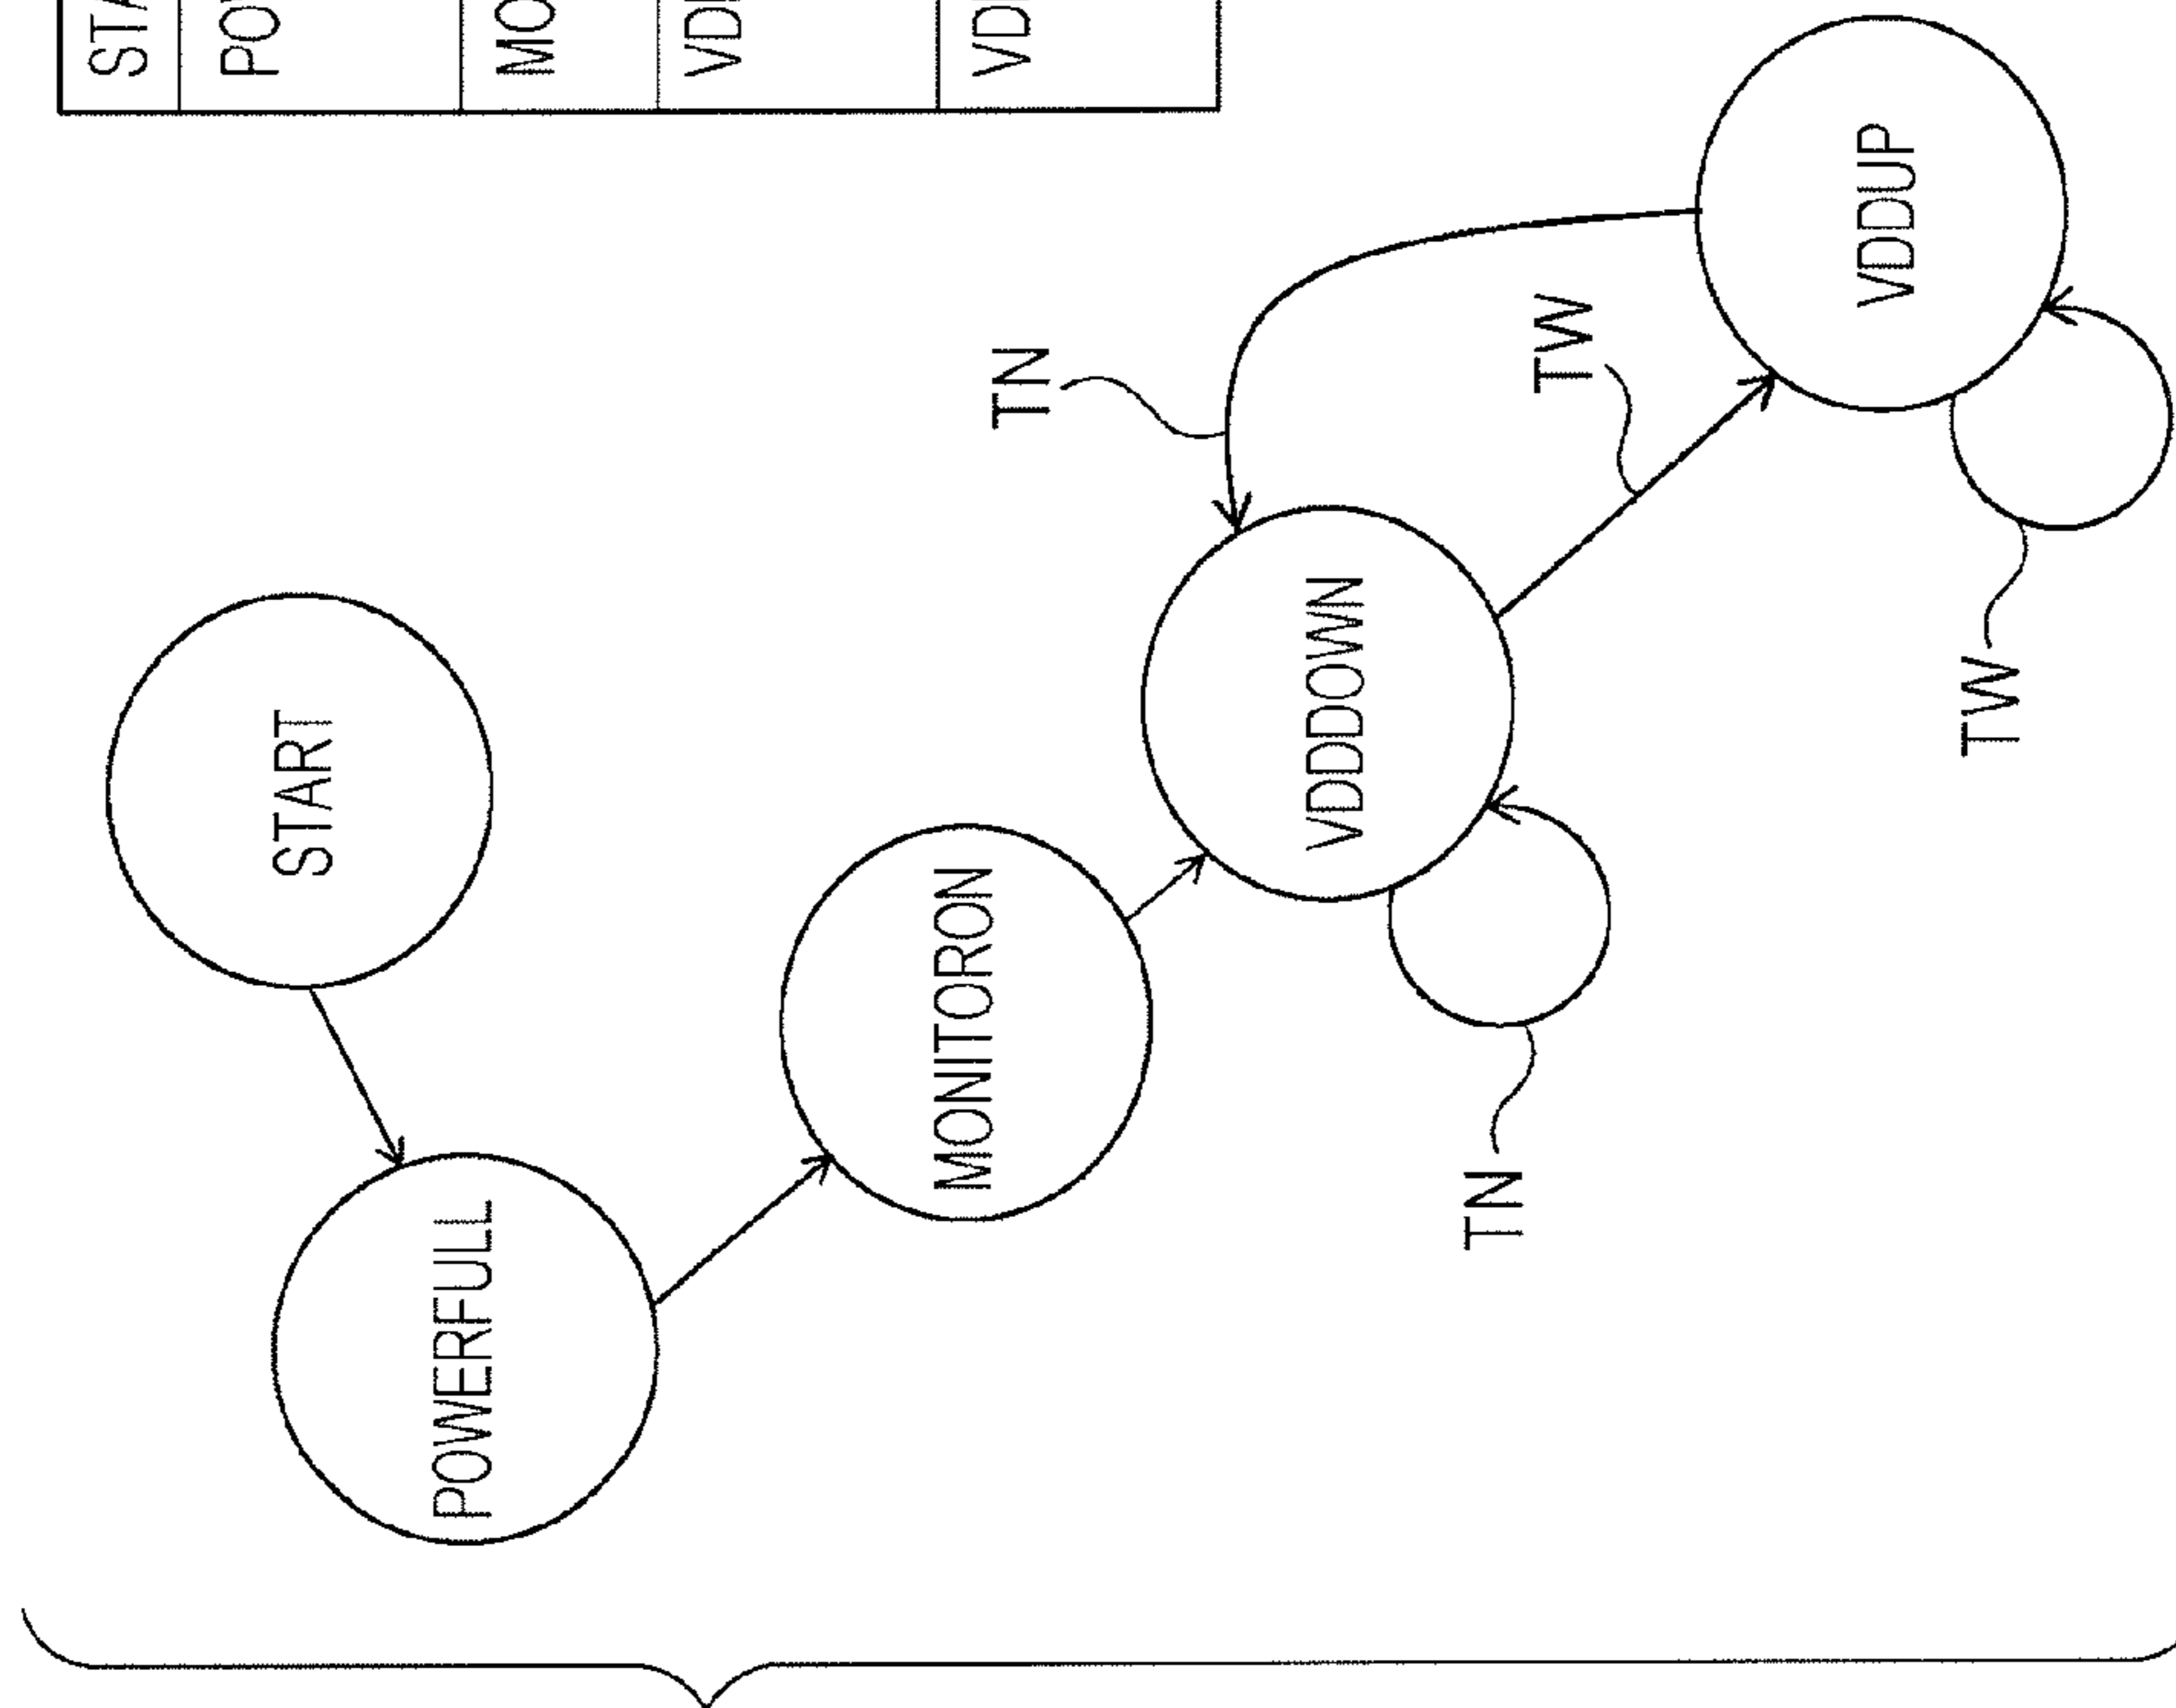 START
POWERFULL
MONITORON
VDDDOWN
VDDUP
TN
TW
TN
TW